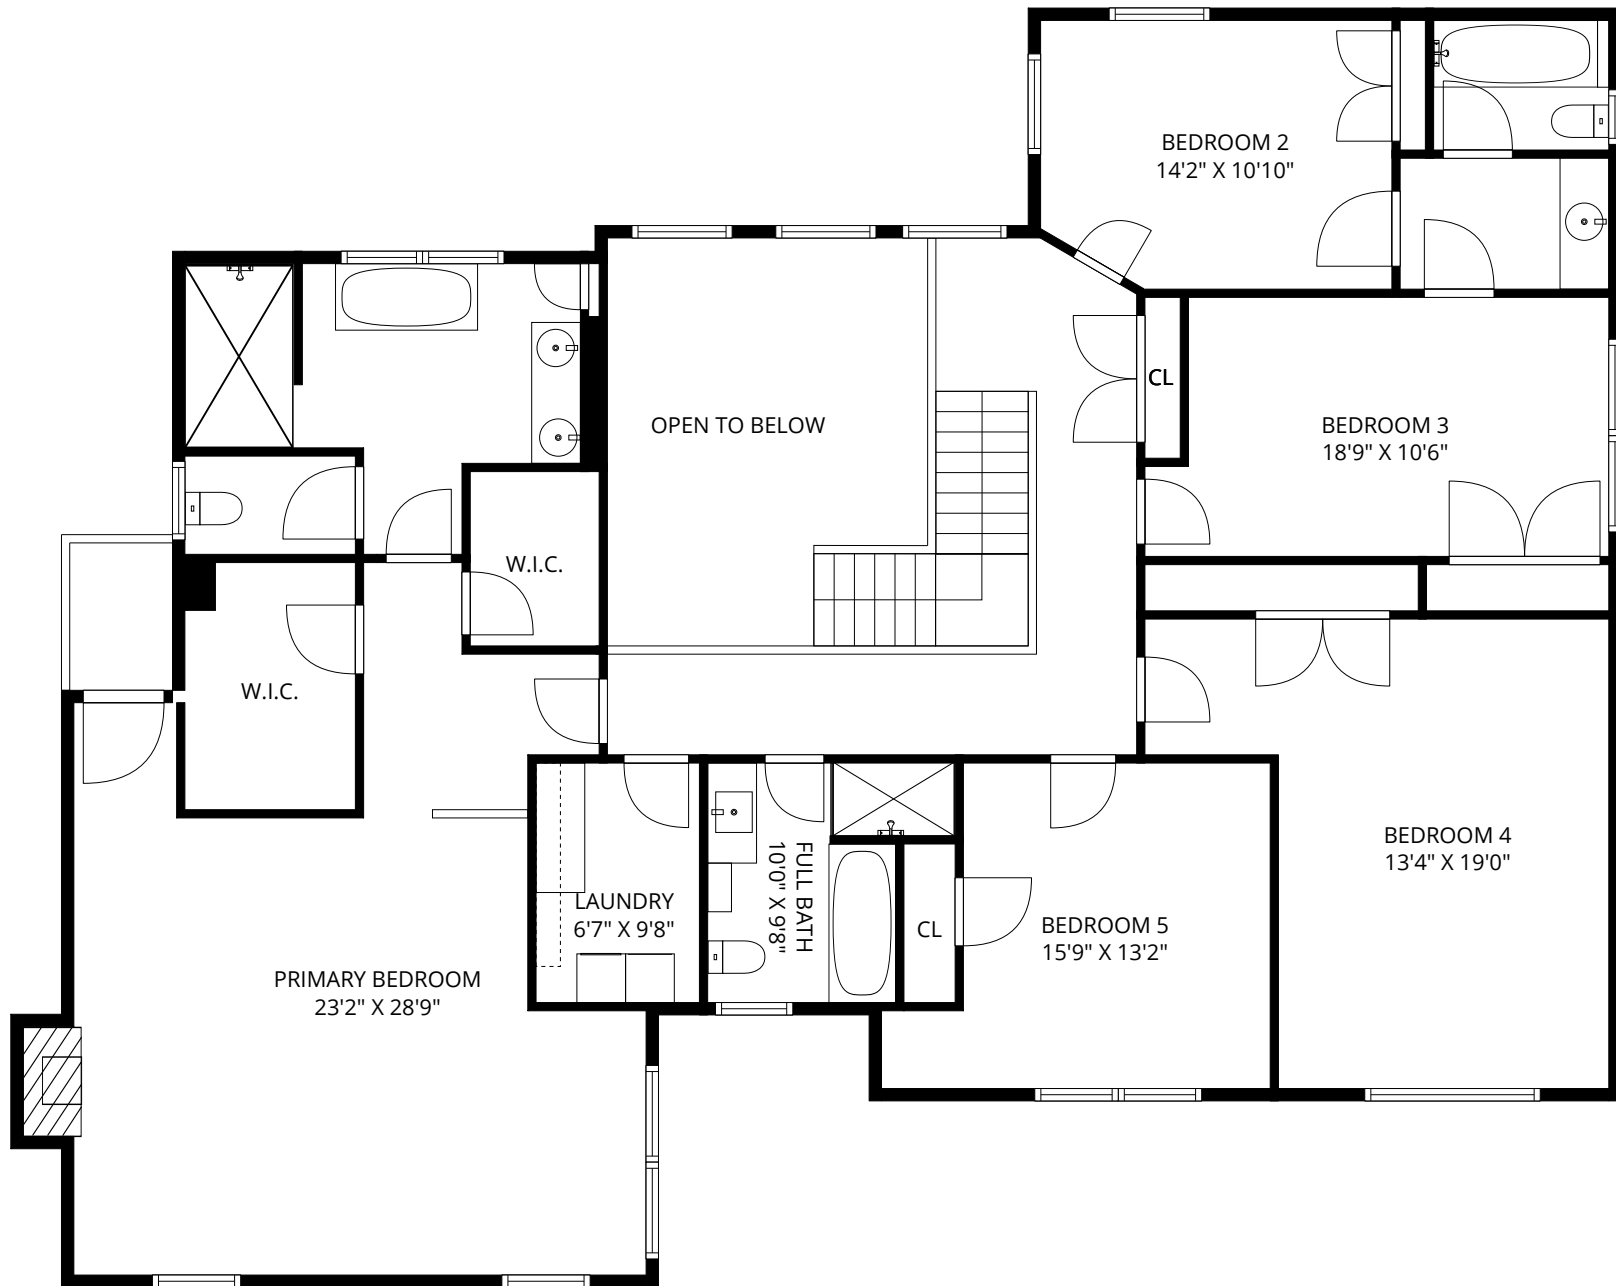 BEDROOM 2
14'2" X 10'10"
CL
OPEN TO BELOW
BEDROOM 3
18'9" X 10'6"
W.I.C.
W.I.C.
BEDROOM 4
13'4" X 19'0"
FULL BATH
10'0" X 9'8"
LAUNDRY
6'7" X 9'8"
CL
BEDROOM 5
15'9" X 13'2"
PRIMARY BEDROOM
23'2" X 28'9"